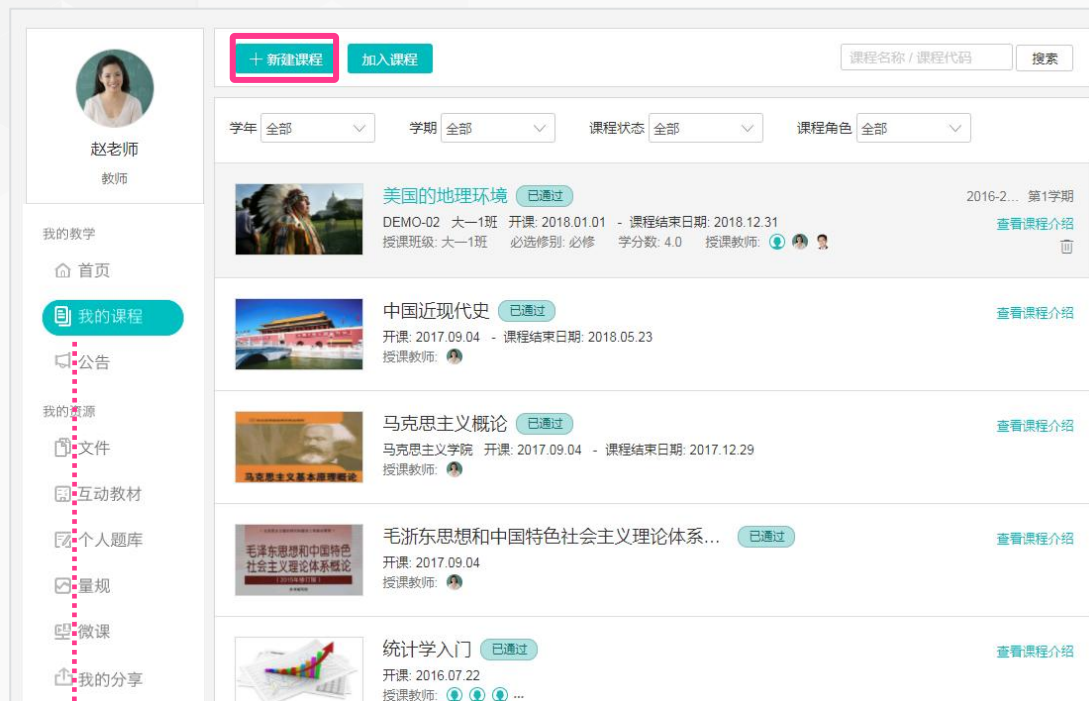 赵老师
教师
我的教学
首页
我的课程
公告
我的资源
文件
互动教材
个人题库
量规
微课
我的分享
+ 新建课程 加入课程 课程名称 / 课程代码 搜索
学年 全部 学期 全部 课程状态 全部 课程角色 全部
美国的地理环境 已通过 2016-2... 第1学期
DEMO-02 大一1班 开课: 2018.01.01 - 课程结束日期: 2018.12.31 查看课程介绍
授课班级: 大一1班 必选修别: 必修 学分数: 4.0 授课教师:
中国近现代史 已通过 查看课程介绍
开课: 2017.09.04 - 课程结束日期: 2018.05.23
授课教师:
马克思主义基本原理概论
马克思主义概论 已通过 查看课程介绍
马克思主义学院 开课: 2017.09.04 - 课程结束日期: 2017.12.29
授课教师:
毛泽东思想和中国特色
社会主义理论体系概论
毛浙东思想和中国特色社会主义理论体系... 已通过 查看课程介绍
开课: 2017.09.04
授课教师:
统计学入门 已通过 查看课程介绍
开课: 2016.07.22
授课教师: ...